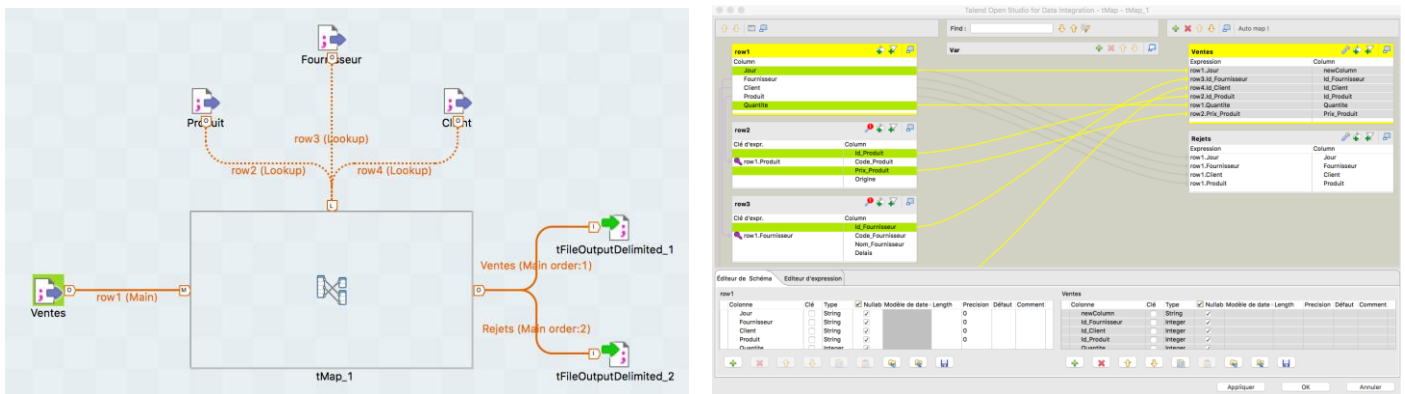 Fournisseur
Produit
Client
row3 (Lookup)
row2 (Lookup)
row4 (Lookup)
L
Ventes
row1 (Main)
M
O
Ventes (Main order:1)
tFileOutputDelimited_1
Rejets (Main order:2)
tFileOutputDelimited_2
tMap_1
Talend Open Studio for Data Integration - tMap - tMap_1
Find :
Auto map !
row1
Column
Jour
Fournisseur
Client
Produit
Quantite
row2
Clé d'expr. Column
Id_Produit
row1.Produit Code_Produit
Prix_Produit
Origine
row3
Clé d'expr. Column
Id_Fournisseur
row1.Fournisseur Code_Fournisseur
Nom_Fournisseur
Delais
Var
Ventes
Expression Column
row1.Jour newColumn
row3.Id_Fournisseur Id_Fournisseur
row4.Id_Client Id_Client
row2.Id_Produit Id_Produit
row1.Quantite Quantite
row2.Prix_Produit Prix_Produit
Rejets
Expression Column
row1.Jour Jour
row1.Fournisseur Fournisseur
row1.Client Client
row1.Produit Produit
Éditeur de Schéma Editeur d'expression
row1
Colonne Clé Type Nullab Modèle de date Length Precision Défaut Comment
Jour String 0
Fournisseur String 0
Client String 0
Produit String 0
Quantite Integer
Ventes
Colonne Clé Type Nullab Modèle de date Length Precision Défaut Comment
newColumn String
Id_Fournisseur Integer
Id_Client Integer
Id_Produit Integer
Quantite Integer
Appliquer OK Annuler